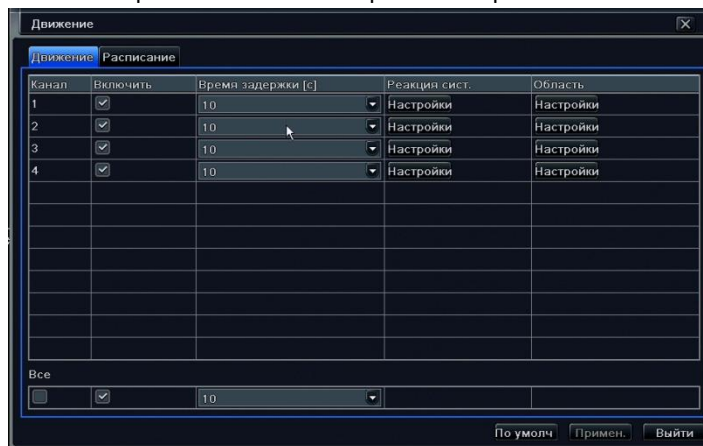 Движение
Движение Расписание
Канал Включить Время задержки [с] Реакция сист. Область
1 10 Настройки Настройки
2 10 Настройки Настройки
3 10 Настройки Настройки
4 10 Настройки Настройки
Все
10
По умолч Примен. Выйти